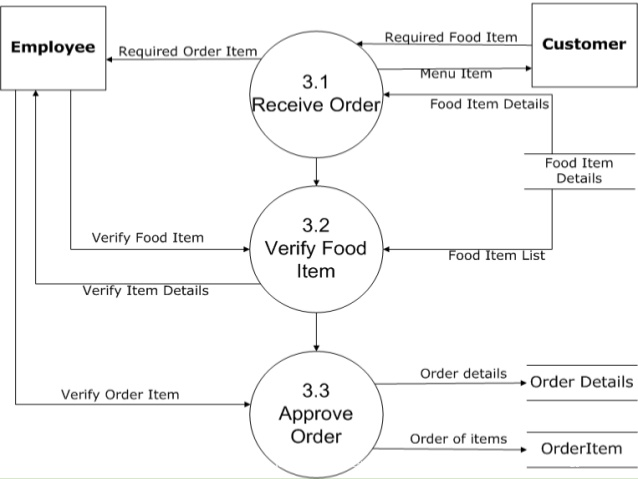 Employee
Required Order Item
Required Food Item
Customer
Menu Item
3.1
Receive Order
Food Item Details
Food Item
Details
3.2
Verify Food
Item
Verify Food Item
Food Item List
Verify Item Details
3.3
Approve
Order
Order details
Order Details
Verify Order Item
Order of items
OrderItem